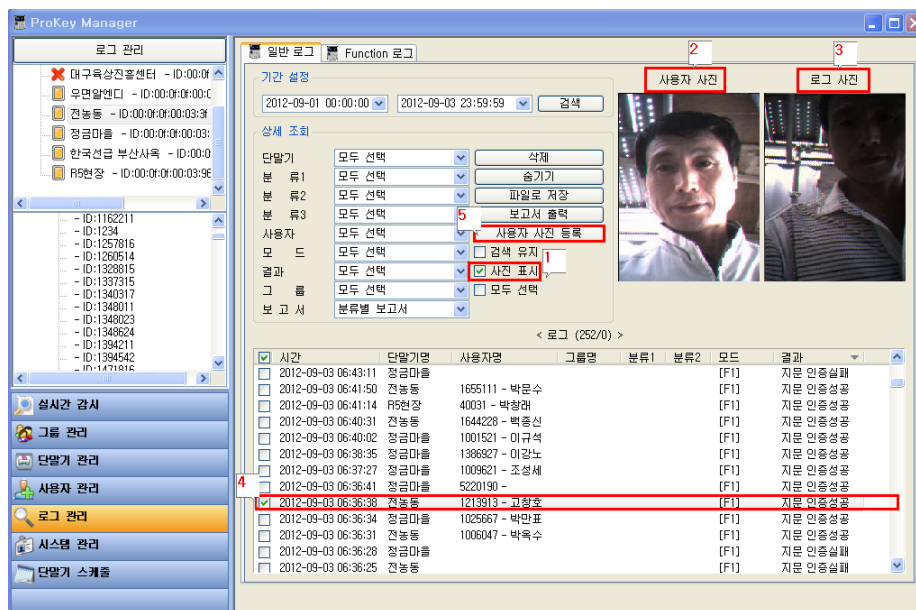 ProKey Manager
로그 관리
대구육상진흥센터 - ID:00:0f
우면알엔디 - ID:00:0f:0f:00:0
전농동 - ID:00:0f:0f:00:03:3f
정금마을 - ID:00:0f:0f:00:03:
한국선급 부산사옥 - ID:00:0
R5현장 - ID:00:0f:0f:00:03:9E
- ID:1162211
- ID:1234
- ID:1257816
- ID:1260514
- ID:1328815
- ID:1337315
- ID:1340317
- ID:1348011
- ID:1348023
- ID:1348624
- ID:1394211
- ID:1394542
- ID:1471816
실시간 감시
그룹 관리
단말기 관리
사용자 관리
로그 관리
시스템 관리
단말기 스케줄
일반 로그 Function 로그
기간 설정
2012-09-01 00:00:00 2012-09-03 23:59:59 검색
상세 조회
단말기 모두 선택 삭제
분 류1 모두 선택 숨기기
분 류2 모두 선택 파일로 저장
분 류3 모두 선택 보고서 출력
5
사용자 모두 선택 사용자 사진 등록
모 드 모두 선택 검색 유지
1
결과 모두 선택 사진 표시
그 룹 모두 선택 모두 선택
보 고 서 분류별 보고서
2
사용자 사진
3
로그 사진
< 로그 (252/0) >
시간 단말기명 사용자명 그룹명 분류1 분류2 모드 결과
2012-09-03 06:43:11 정금마을 [F1] 지문 인증실패
2012-09-03 06:41:50 전농동 1655111 - 박문수 [F1] 지문 인증성공
2012-09-03 06:41:14 R5현장 40031 - 박창래 [F1] 지문 인증성공
2012-09-03 06:40:31 전농동 1644228 - 백종신 [F1] 지문 인증성공
2012-09-03 06:40:02 정금마을 1001521 - 이규석 [F1] 지문 인증성공
2012-09-03 06:38:35 정금마을 1386927 - 이강노 [F1] 지문 인증성공
2012-09-03 06:37:27 정금마을 1009621 - 조성세 [F1] 지문 인증성공
2012-09-03 06:36:41 정금마을 5220190 - [F1] 지문 인증성공
4
2012-09-03 06:36:38 전농동 1213913 - 고창호 [F1] 지문 인증성공
2012-09-03 06:36:34 정금마을 1025667 - 박만표 [F1] 지문 인증성공
2012-09-03 06:36:31 전농동 1006047 - 박옥수 [F1] 지문 인증성공
2012-09-03 06:36:28 정금마을 [F1] 지문 인증실패
2012-09-03 06:36:25 전농동 [F1] 지문 인증실패